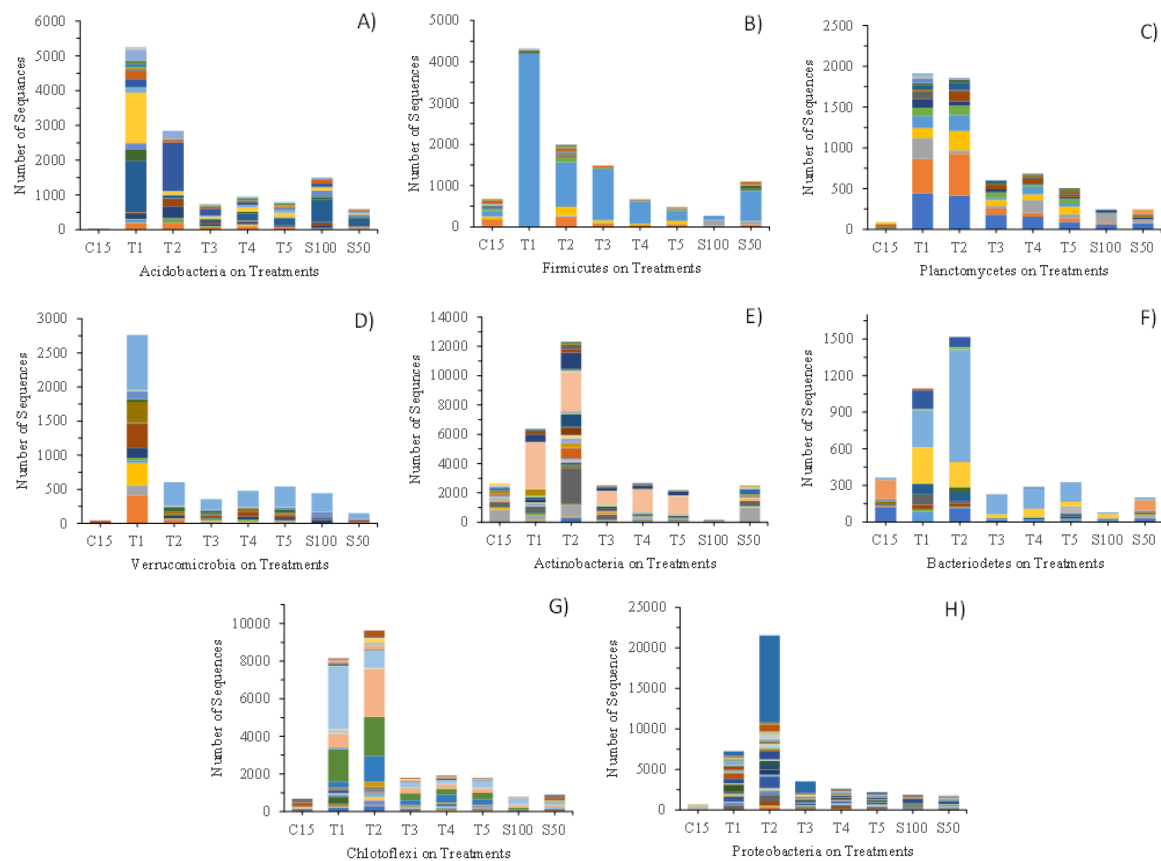 A)
6000
5000
4000
3000
2000
1000
0
Number of Sequances
C15 T1 T2 T3 T4 T5 S100 S50
Acidobacteria on Treatments
B)
5000
4000
3000
2000
1000
0
Number of Sequences
C15 T1 T2 T3 T4 T5 S100 S50
Firmicutes on Treatments
C)
2500
2000
1500
1000
500
0
Number of Sequences
C15 T1 T2 T3 T4 T5 S100 S50
Planctomycetes on Treatments
D)
3000
2500
2000
1500
1000
500
0
Number of Sequences
C15 T1 T2 T3 T4 T5 S100 S50
Verrucomicrobia on Treatments
E)
14000
12000
10000
8000
6000
4000
2000
0
Number of Sequences
C15 T1 T2 T3 T4 T5 S100 S50
Actinobacteria on Treatments
F)
1500
1200
900
600
300
0
Number of Sequences
C15 T1 T2 T3 T4 T5 S100 S50
Bacteriodetes on Treatments
G)
10000
8000
6000
4000
2000
0
Number of Sequences
C15 T1 T2 T3 T4 T5 S100 S50
Chlotoflexi on Treatments
H)
25000
20000
15000
10000
5000
0
Number of Sequences
C15 T1 T2 T3 T4 T5 S100 S50
Proteobacteria on Treatments